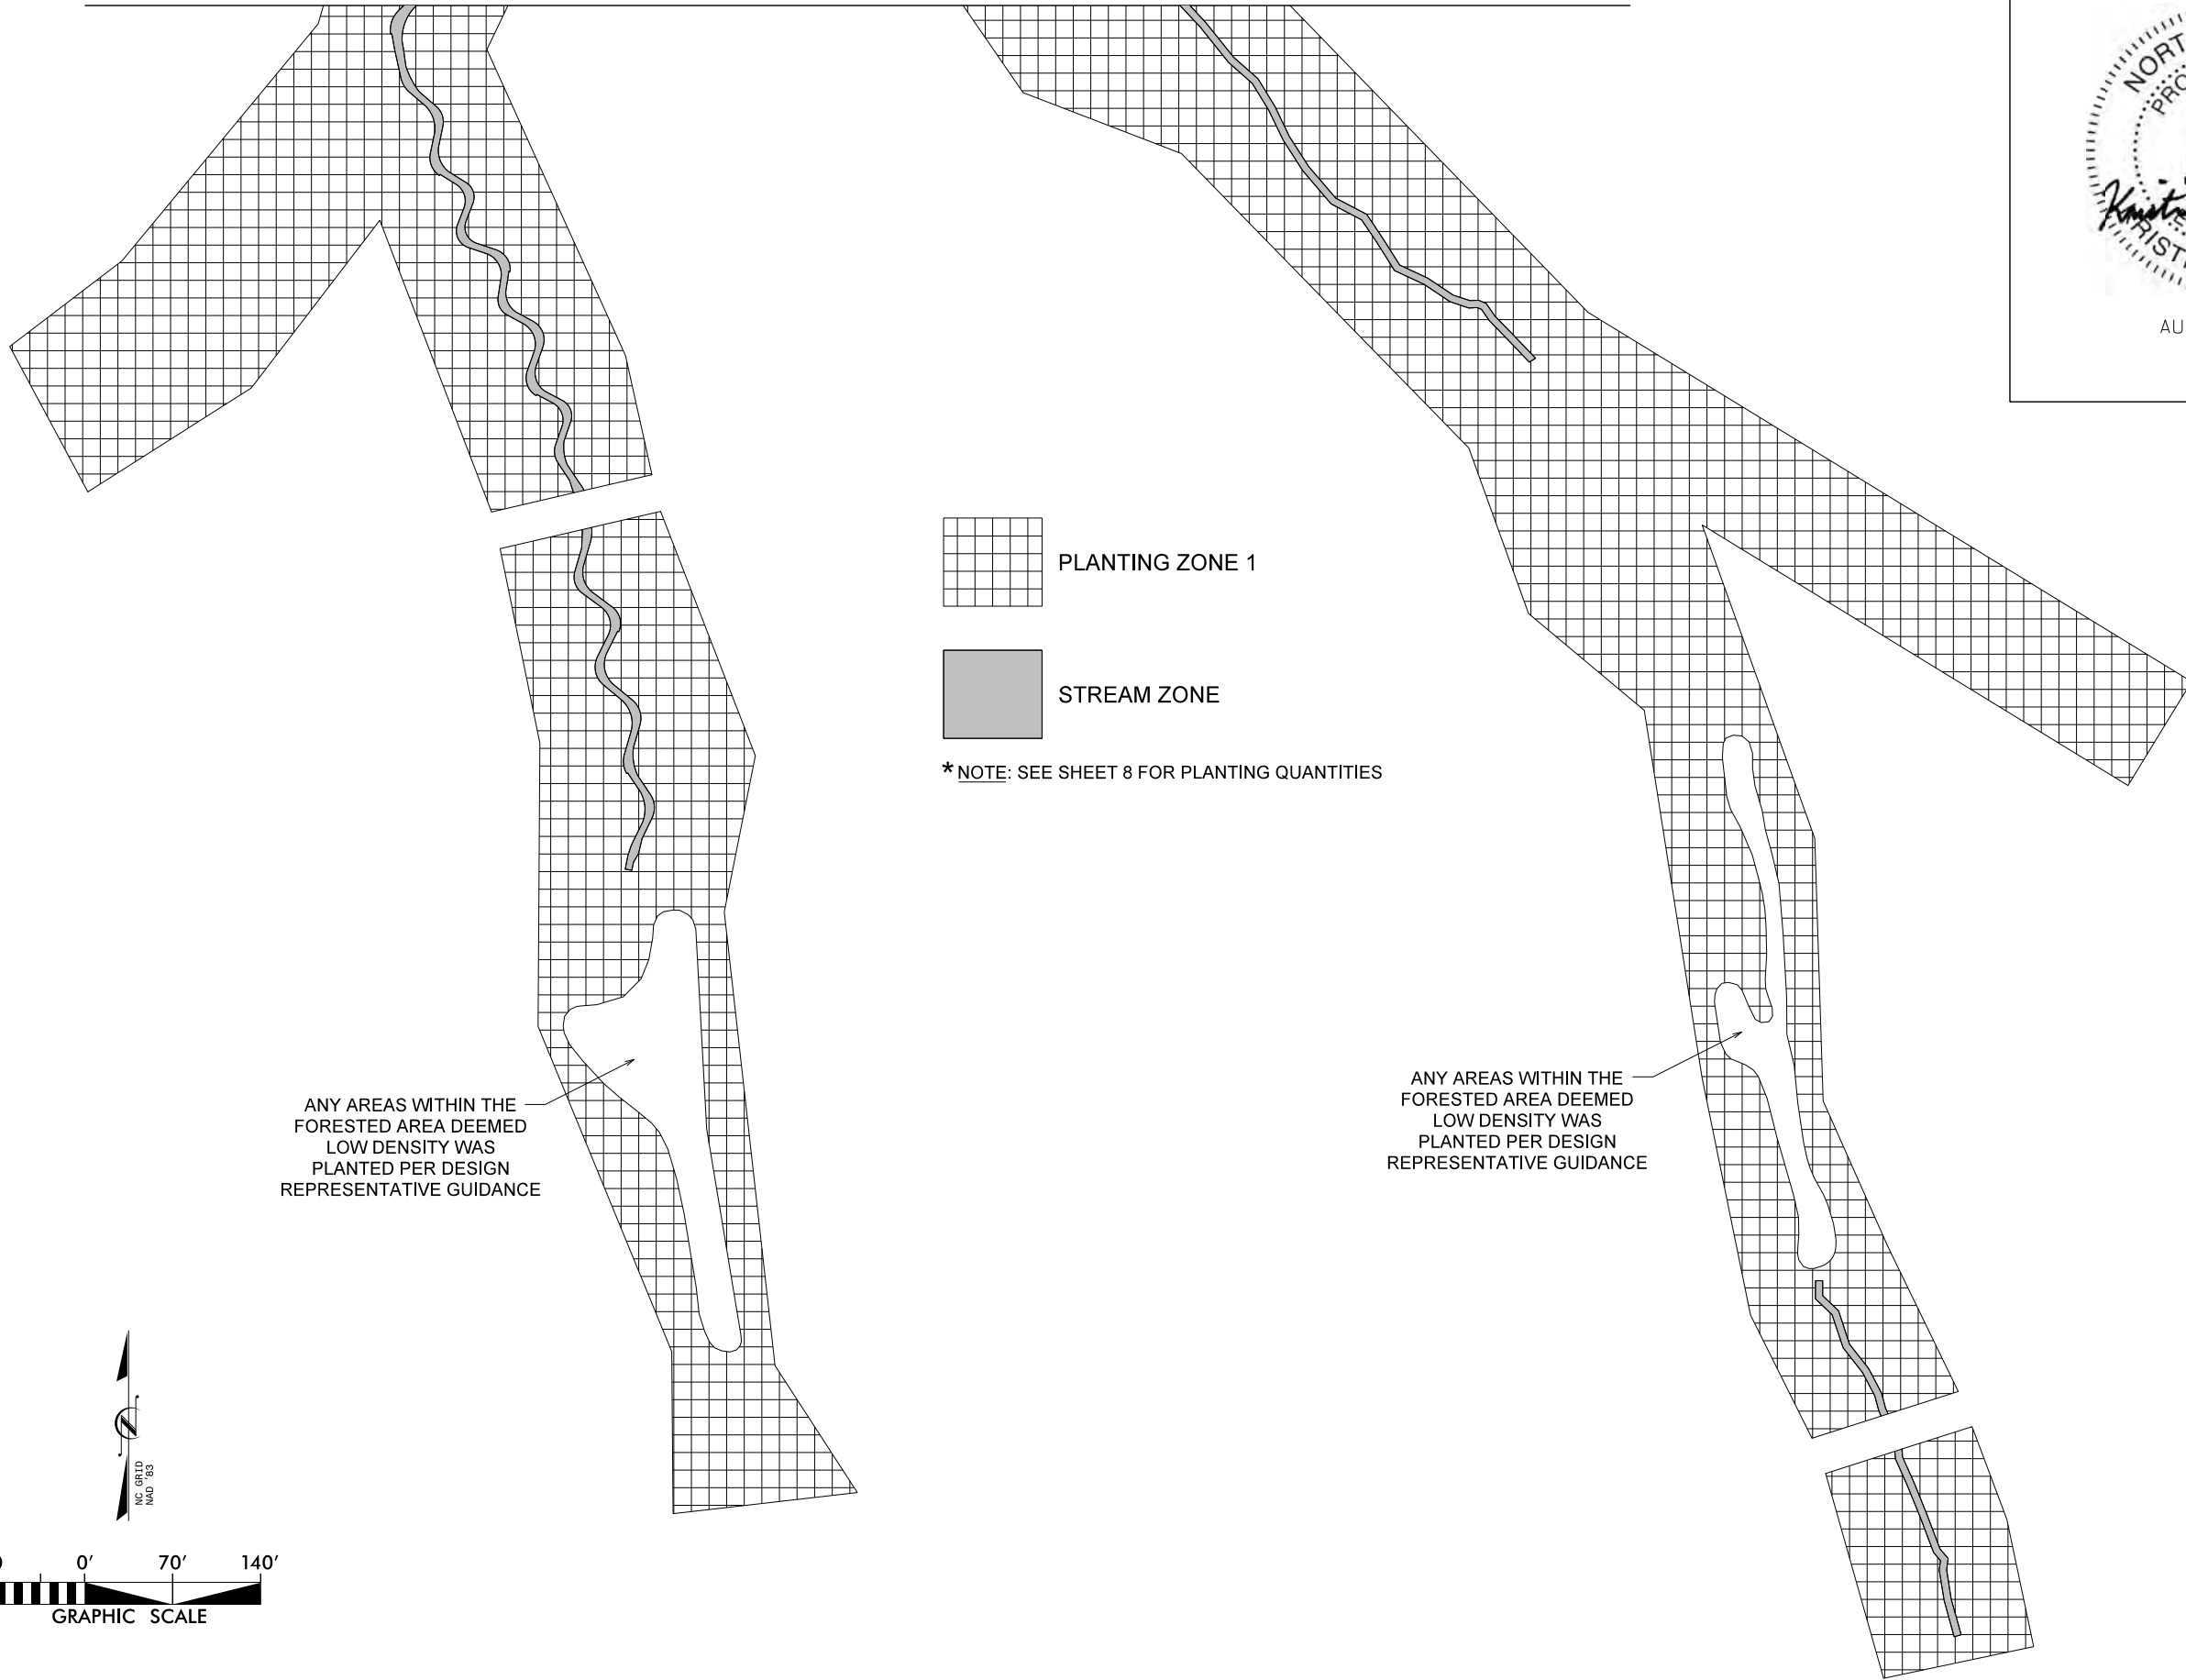 PLANTING ZONE 1
STREAM ZONE
* NOTE: SEE SHEET 8 FOR PLANTING QUANTITIES
ANY AREAS WITHIN THE
FORESTED AREA DEEMED
LOW DENSITY WAS
PLANTED PER DESIGN
REPRESENTATIVE GUIDANCE
ANY AREAS WITHIN THE
FORESTED AREA DEEMED
LOW DENSITY WAS
PLANTED PER DESIGN
REPRESENTATIVE GUIDANCE
NC GRID
NAD '83
0' 70' 140'
GRAPHIC SCALE